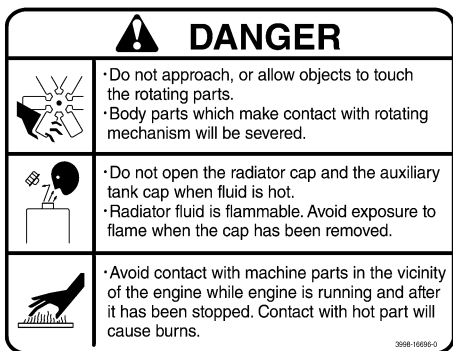 DANGER
·Do not approach, or allow objects to touch
the rotating parts.
·Body parts which make contact with rotating
mechanism will be severed.
·Do not open the radiator cap and the auxiliary
tank cap when fluid is hot.
·Radiator fluid is flammable. Avoid exposure to
flame when the cap has been removed.
·Avoid contact with machine parts in the vicinity
of the engine while engine is running and after
it has been stopped. Contact with hot part will
cause burns.
3998-16696-0